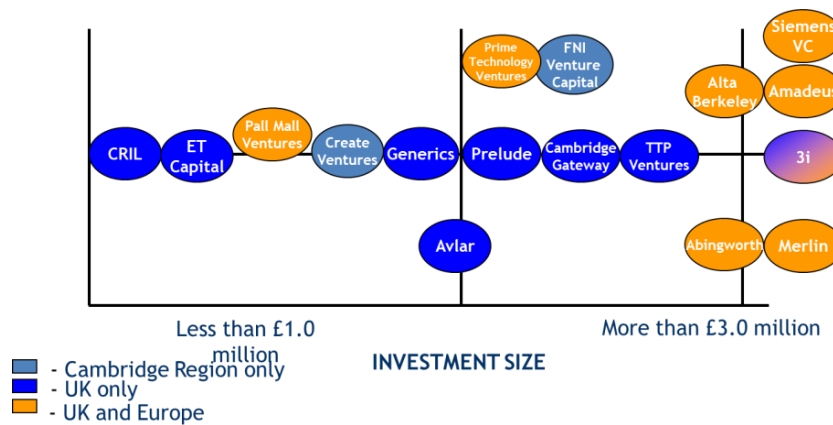 Siemens
VC
Prime
Technology
Ventures
FNI
Venture
Capital
Alta
Berkeley
Amadeus
CRIL
ET
Capital
Pall Mall
Ventures
Create
Ventures
Generics
Prelude
Cambridge
Gateway
TTP
Ventures
3i
Avlar
Abingworth
Merlin
Less than £1.0
million
More than £3.0 million
INVESTMENT SIZE
- Cambridge Region only
- UK only
- UK and Europe